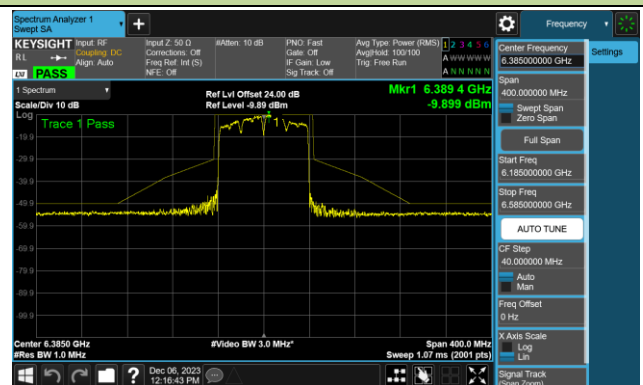 Spectrum Analyzer 1
Swept SA
Frequency
KEYSIGHT
Input: RF
Coupling: DC
Align: Auto
Input Z: 50 Ω
Corrections: Off
Freq Ref: Int (S)
NFE: Off
#Atten: 10 dB
PNO: Fast
Gate: Off
IF Gain: Low
Sig Track: Off
Avg Type: Power (RMS)
Avg|Hold: 100/100
Trig: Free Run
1 2 3 4 5 6
A W W W W W
A N N N N N
R L
LXI
PASS
1 Spectrum
Scale/Div 10 dB
Ref Lvl Offset 24.00 dB
Ref Level -9.89 dBm
Mkr1 6.389 4 GHz
-9.899 dBm
Log
Trace 1 Pass
1
-19.9
-29.9
-39.9
-49.9
-59.9
-69.9
-79.9
-89.9
-99.9
Center 6.3850 GHz
#Res BW 1.0 MHz
#Video BW 3.0 MHz*
Span 400.0 MHz
Sweep 1.07 ms (2001 pts)
Dec 06, 2023
12:16:43 PM
?
Center Frequency
6.385000000 GHz
Settings
Span
400.000000 MHz
Swept Span
Zero Span
Full Span
Start Freq
6.185000000 GHz
Stop Freq
6.585000000 GHz
AUTO TUNE
CF Step
40.000000 MHz
Auto
Man
Freq Offset
0 Hz
X Axis Scale
Log
Lin
Signal Track
(Span Zoom)